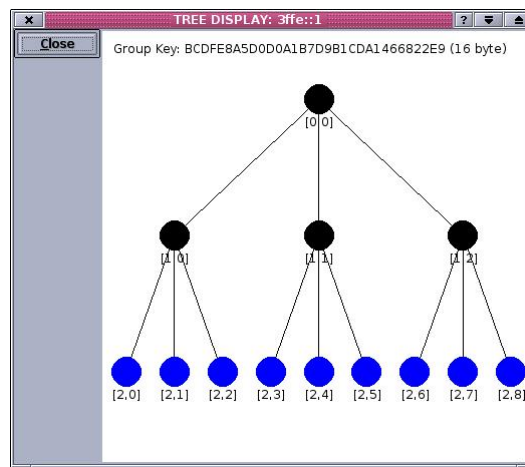 TREE DISPLAY: 3ffe::1
?
Close
Group Key: BCDFE8A5D0D0A1B7D9B1CDA1466822E9 (16 byte)
[0 0]
[1 0] [1 1] [1 2]
[2,0] [2,1] [2,2] [2,3] [2,4] [2,5] [2,6] [2,7] [2,8]